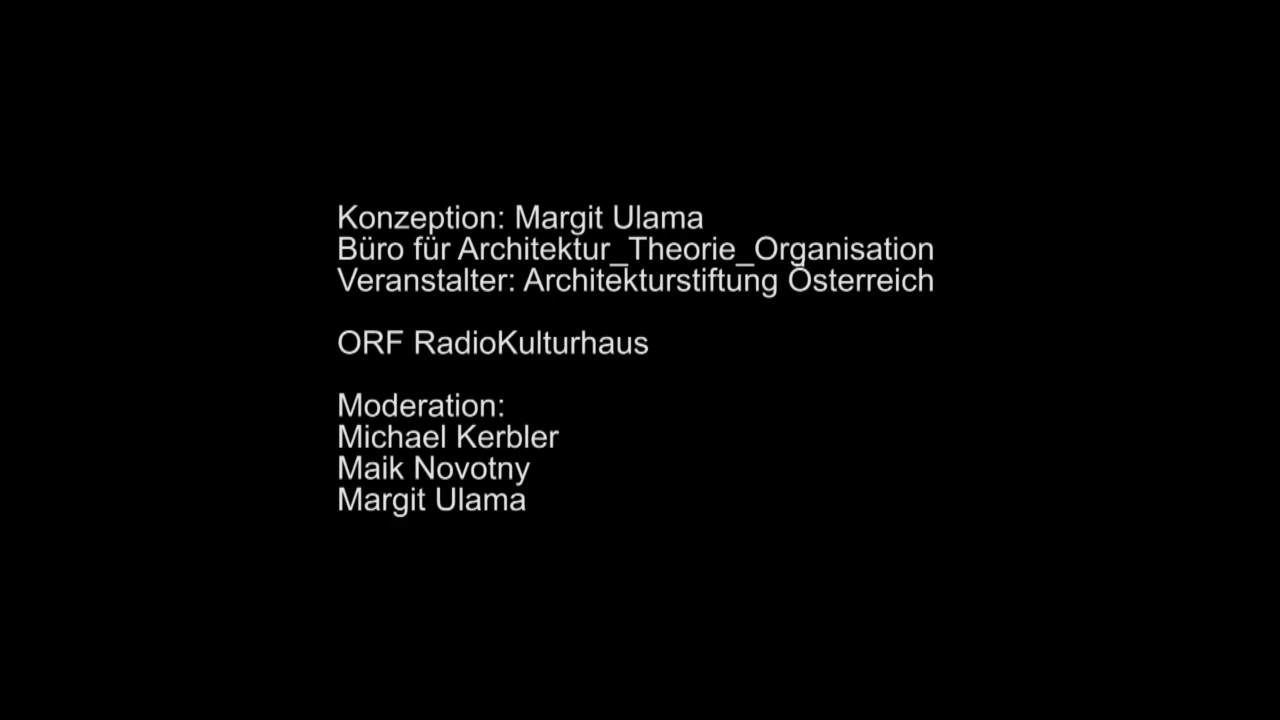 Konzeption: Margit Ulama
Büro für Architektur_Theorie_Organisation
Veranstalter: Architekturstiftung Österreich
ORF RadioKulturhaus
Moderation:
Michael Kerbler
Maik Novotny
Margit Ulama